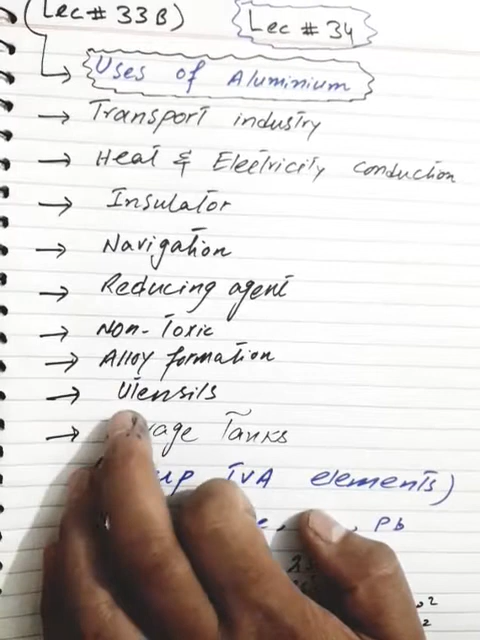 (Lec # 33B)
Lec # 34
Uses of Aluminium
→ Transport industry
→ Heat & Electricity conduction
→ Insulator
→ Navigation
→ Reducing agent
→ Non-Toxic
→ Alloy formation
→ Utensils
→ Tanks
IVA elements)
Pb